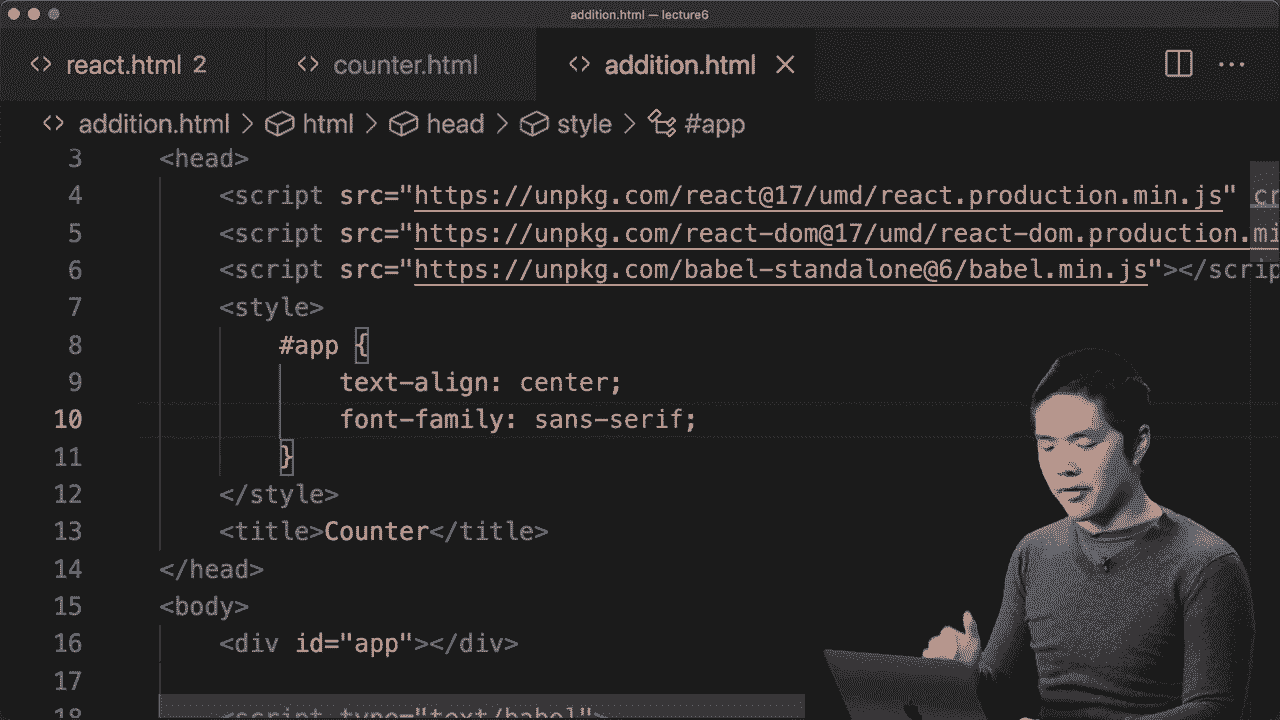 addition.html — lecture6
react.html 2 counter.html addition.html
addition.html > html > head > style > #app
3 <head>
4 <script src="https://unpkg.com/react@17/umd/react.production.min.js" cr
5 <script src="https://unpkg.com/react-dom@17/umd/react-dom.production.mi
6 <script src="https://unpkg.com/babel-standalone@6/babel.min.js"></scrip
7 <style>
8 #app {
9 text-align: center;
10 font-family: sans-serif;
11 }
12 </style>
13 <title>Counter</title>
14 </head>
15 <body>
16 <div id="app"></div>
17
18 <script type="text/babel">